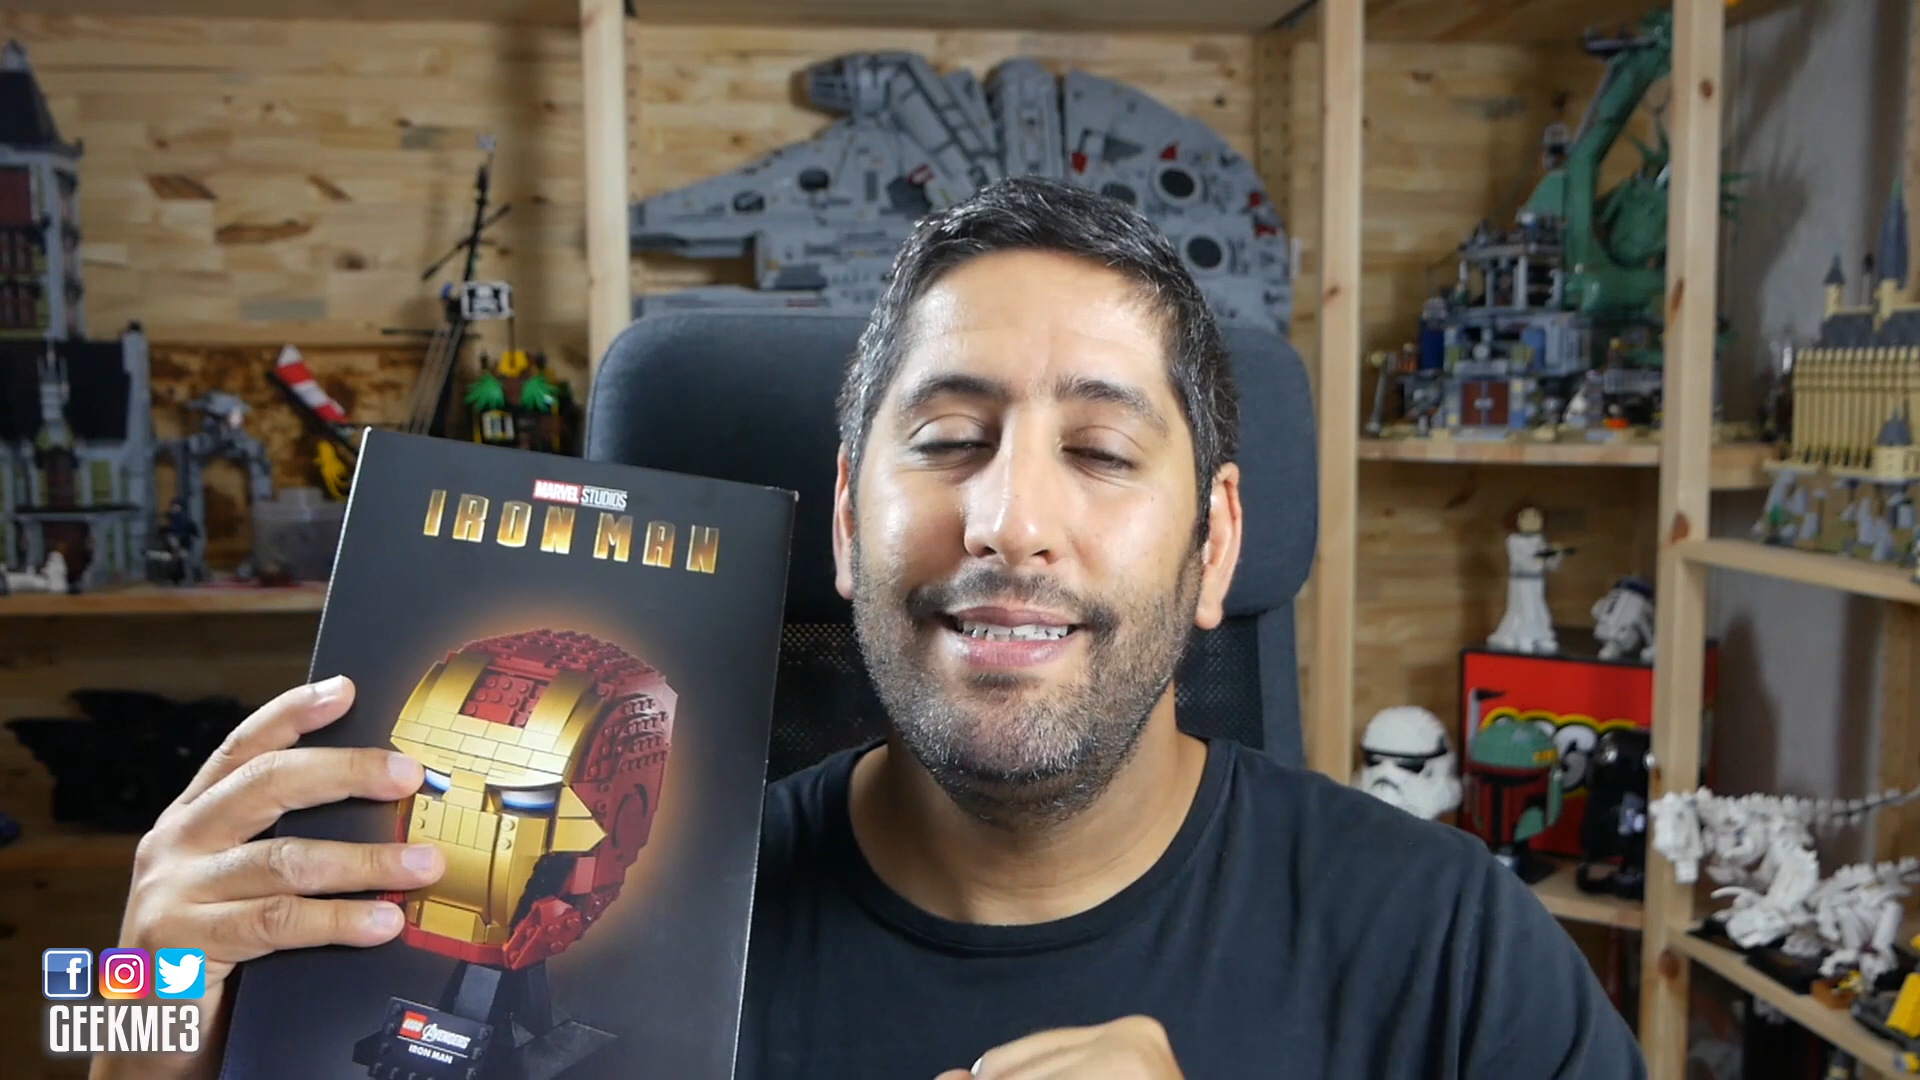 MARVEL STUDIOS
IRON MAN
LEGO AVENGERS
IRON MAN
GEEKME3